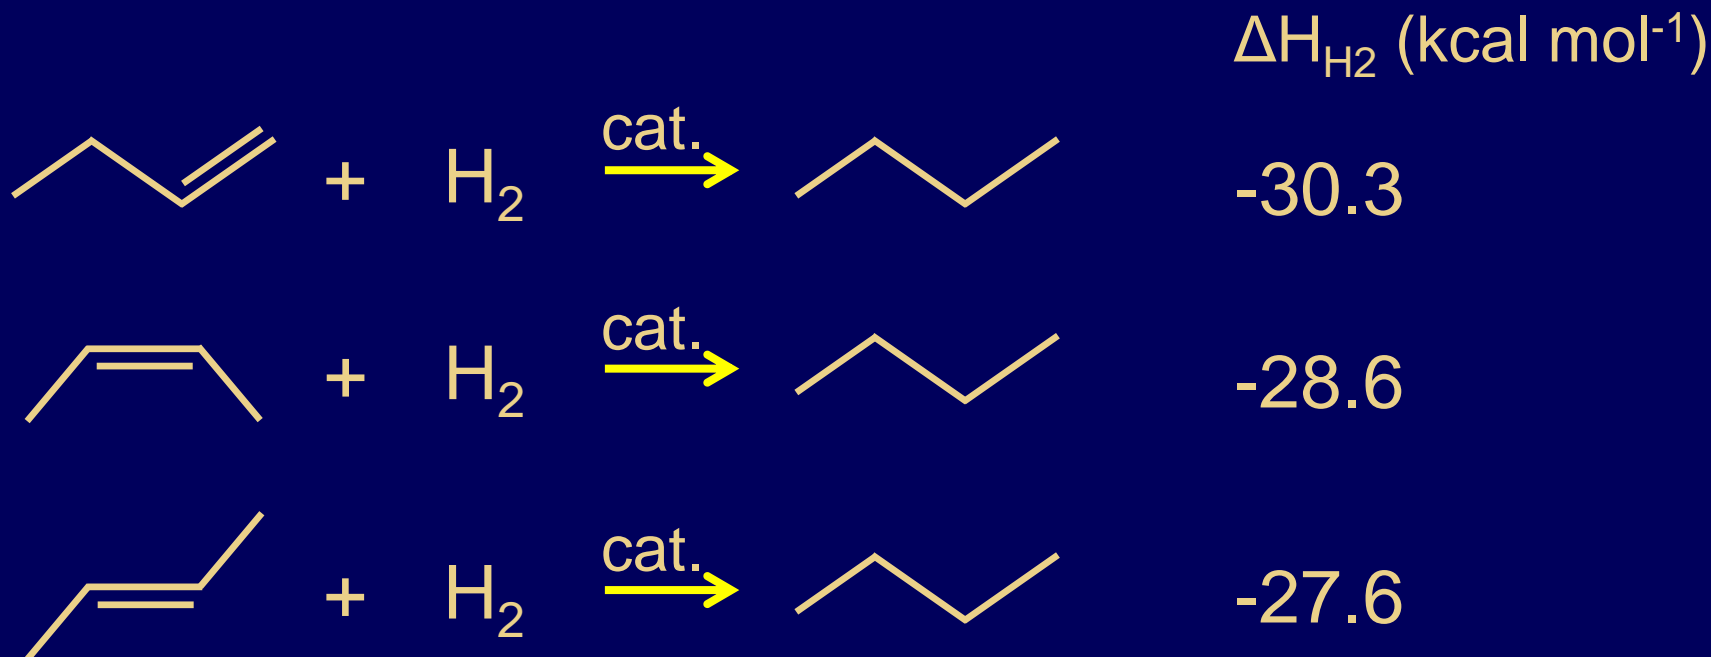 ΔH_H2 (kcal mol^-1)
+ H2 cat. -30.3
+ H2 cat. -28.6
+ H2 cat. -27.6